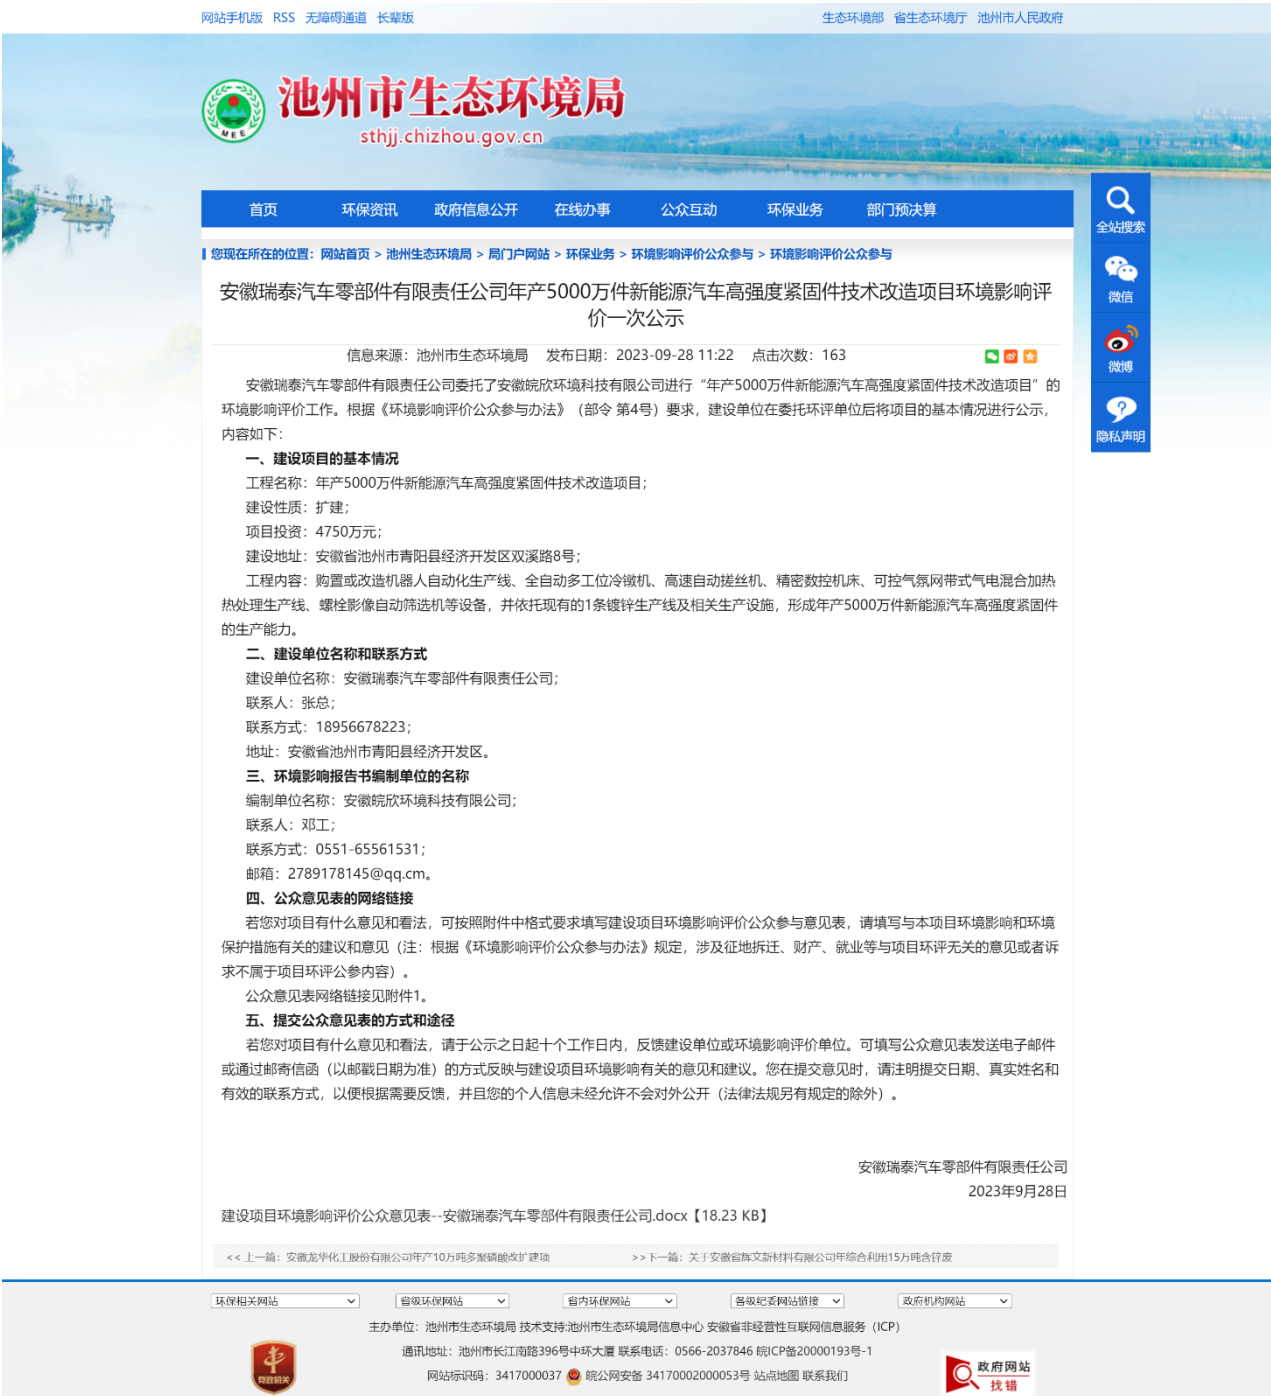 网站手机版 RSS 无障碍通道 长辈版 生态环境部 省生态环境厅 池州市人民政府
池州市生态环境局
MEE
sthjj.chizhou.gov.cn
首页 环保资讯 政府信息公开 在线办事 公众互动 环保业务 部门预决算
全站搜索
微信
微博
隐私声明
您现在所在的位置：网站首页 > 池州生态环境局 > 局门户网站 > 环保业务 > 环境影响评价公众参与 > 环境影响评价公众参与
安徽瑞泰汽车零部件有限责任公司年产5000万件新能源汽车高强度紧固件技术改造项目环境影响评
价一次公示
信息来源：池州市生态环境局 发布日期：2023-09-28 11:22 点击次数：163
安徽瑞泰汽车零部件有限责任公司委托了安徽皖欣环境科技有限公司进行“年产5000万件新能源汽车高强度紧固件技术改造项目”的
环境影响评价工作。根据《环境影响评价公众参与办法》（部令 第4号）要求，建设单位在委托环评单位后将项目的基本情况进行公示，
内容如下：
一、建设项目的基本情况
工程名称：年产5000万件新能源汽车高强度紧固件技术改造项目；
建设性质：扩建；
项目投资：4750万元；
建设地址：安徽省池州市青阳县经济开发区双溪路8号；
工程内容：购置或改造机器人自动化生产线、全自动多工位冷镦机、高速自动搓丝机、精密数控机床、可控气氛网带式气电混合加热
热处理生产线、螺栓影像自动筛选机等设备，并依托现有的1条镀锌生产线及相关生产设施，形成年产5000万件新能源汽车高强度紧固件
的生产能力。
二、建设单位名称和联系方式
建设单位名称：安徽瑞泰汽车零部件有限责任公司；
联系人：张总；
联系方式：18956678223；
地址：安徽省池州市青阳县经济开发区。
三、环境影响报告书编制单位的名称
编制单位名称：安徽皖欣环境科技有限公司；
联系人：邓工；
联系方式：0551-65561531；
邮箱：2789178145@qq.cm。
四、公众意见表的网络链接
若您对项目有什么意见和看法，可按照附件中格式要求填写建设项目环境影响评价公众参与意见表，请填写与本项目环境影响和环境
保护措施有关的建议和意见（注：根据《环境影响评价公众参与办法》规定，涉及征地拆迁、财产、就业等与项目环评无关的意见或者诉
求不属于项目环评公参内容）。
公众意见表网络链接见附件1。
五、提交公众意见表的方式和途径
若您对项目有什么意见和看法，请于公示之日起十个工作日内，反馈建设单位或环境影响评价单位。可填写公众意见表发送电子邮件
或通过邮寄信函（以邮戳日期为准）的方式反映与建设项目环境影响有关的意见和建议。您在提交意见时，请注明提交日期、真实姓名和
有效的联系方式，以便根据需要反馈，并且您的个人信息未经允许不会对外公开（法律法规另有规定的除外）。
安徽瑞泰汽车零部件有限责任公司
2023年9月28日
建设项目环境影响评价公众意见表--安徽瑞泰汽车零部件有限责任公司.docx【18.23 KB】
<< 上一篇：安徽龙华化工股份有限公司年产10万吨多聚磷酸改扩建项 >>下一篇：关于安徽省辉文新材料有限公司年综合利用15万吨含锌废
环保相关网站 省级环保网站 省内环保网站 各级纪委网站链接 政府机构网站
主办单位：池州市生态环境局 技术支持:池州市生态环境局信息中心 安徽省非经营性互联网信息服务（ICP）
通讯地址：池州市长江南路396号中环大厦 联系电话：0566-2037846 皖ICP备20000193号-1
网站标识码：3417000037 皖公网安备 34170002000053号 站点地图 联系我们
党政机关
政府网站
找错